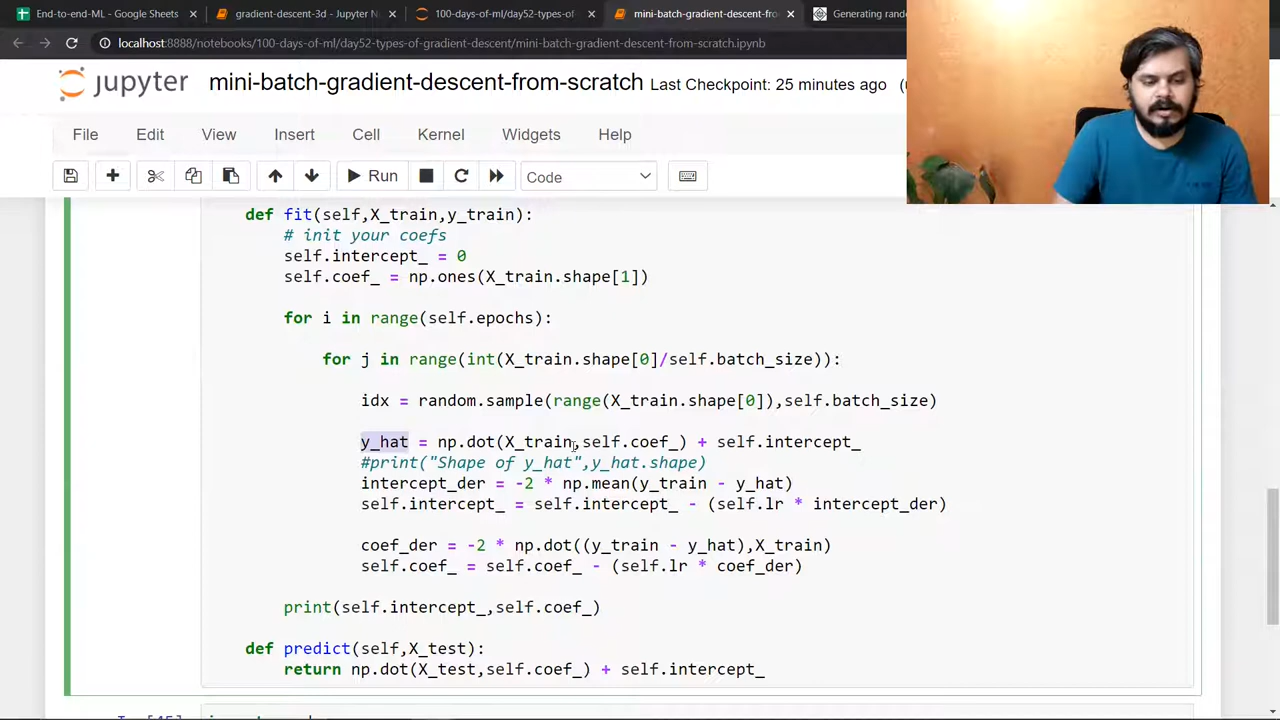 End-to-end-ML - Google Sheets
gradient-descent-3d - Jupyter N
100-days-of-ml/day52-types-of-
mini-batch-gradient-descent-from
Generating random
localhost:8888/notebooks/100-days-of-ml/day52-types-of-gradient-descent/mini-batch-gradient-descent-from-scratch.ipynb
jupyter mini-batch-gradient-descent-from-scratch Last Checkpoint: 25 minutes ago
File Edit View Insert Cell Kernel Widgets Help
Run Code
def fit(self,X_train,y_train):
# init your coefs
self.intercept_ = 0
self.coef_ = np.ones(X_train.shape[1])
for i in range(self.epochs):
for j in range(int(X_train.shape[0]/self.batch_size)):
idx = random.sample(range(X_train.shape[0]),self.batch_size)
y_hat = np.dot(X_train,self.coef_) + self.intercept_
#print("Shape of y_hat",y_hat.shape)
intercept_der = -2 * np.mean(y_train - y_hat)
self.intercept_ = self.intercept_ - (self.lr * intercept_der)
coef_der = -2 * np.dot((y_train - y_hat),X_train)
self.coef_ = self.coef_ - (self.lr * coef_der)
print(self.intercept_,self.coef_)
def predict(self,X_test):
return np.dot(X_test,self.coef_) + self.intercept_